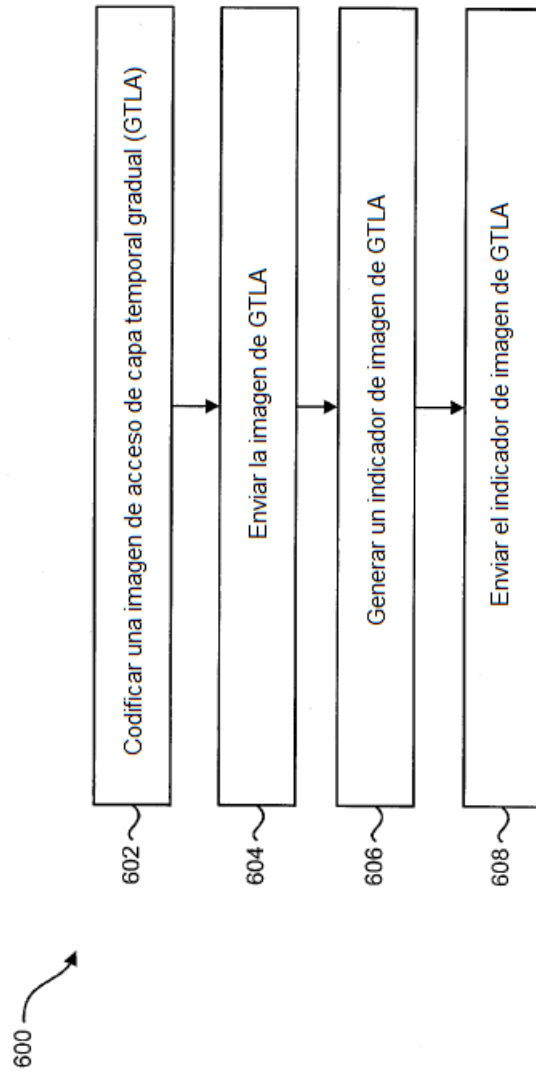 600
602
Codificar una imagen de acceso de capa temporal gradual (GTLA)
604
Enviar la imagen de GTLA
606
Generar un indicador de imagen de GTLA
608
Enviar el indicador de imagen de GTLA